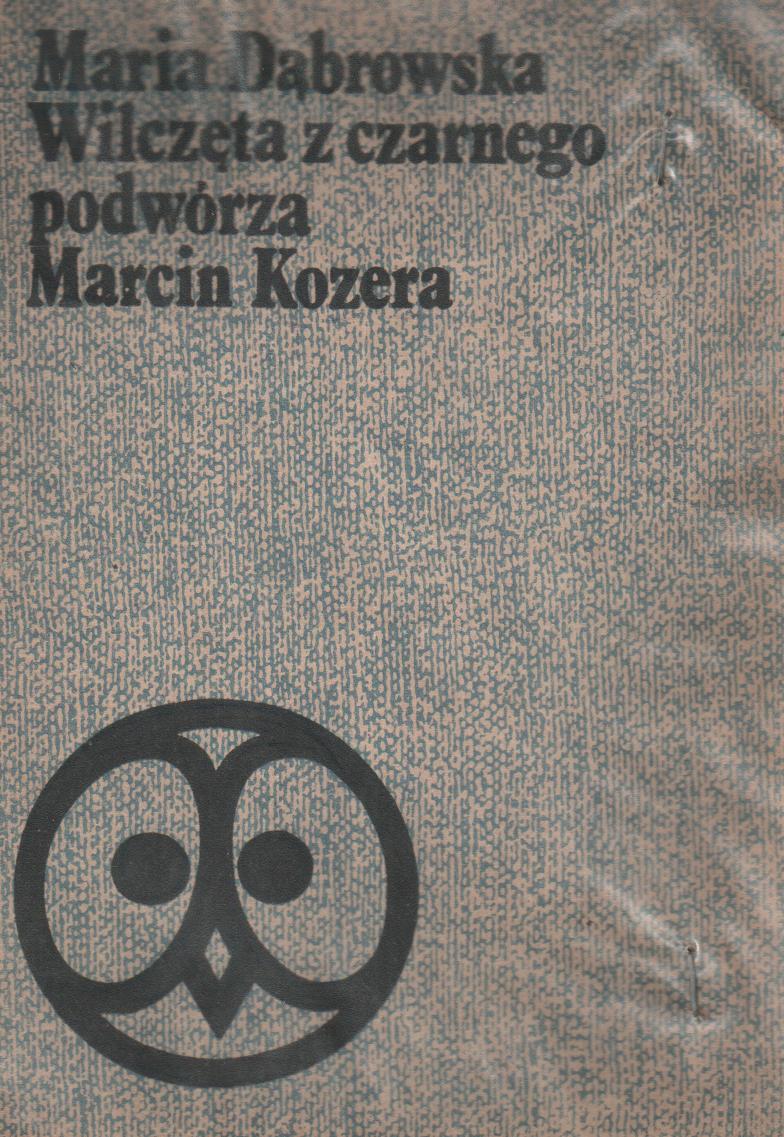 Maria Dąbrowska
Wilczęta z czarnego
podwórza
Marcin Kozera